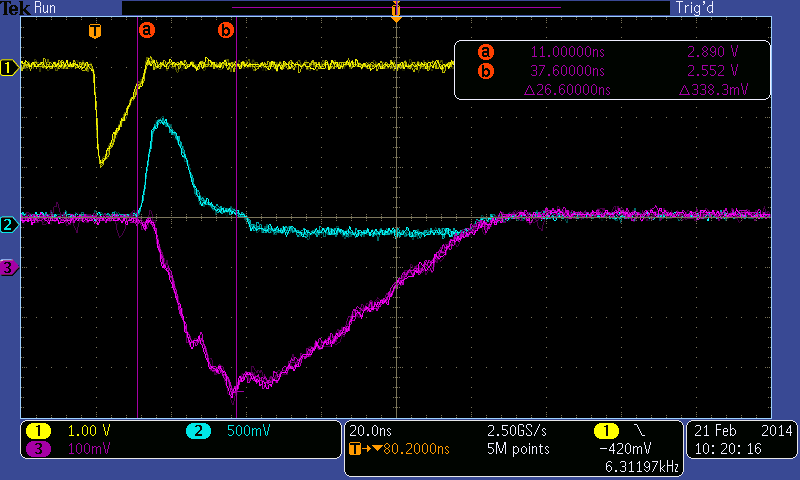 Tek Run Trig'd
T a b T
1 a 11.00000ns 2.890 V
b 37.60000ns 2.552 V
Δ26.60000ns Δ338.3mV
2
3
1 1.00 V 2 500mV 20.0ns 2.50GS/s 1 \ 21 Feb 2014
3 100mV T→▼80.2000ns 5M points −420mV 10:20:16
6.31197kHz